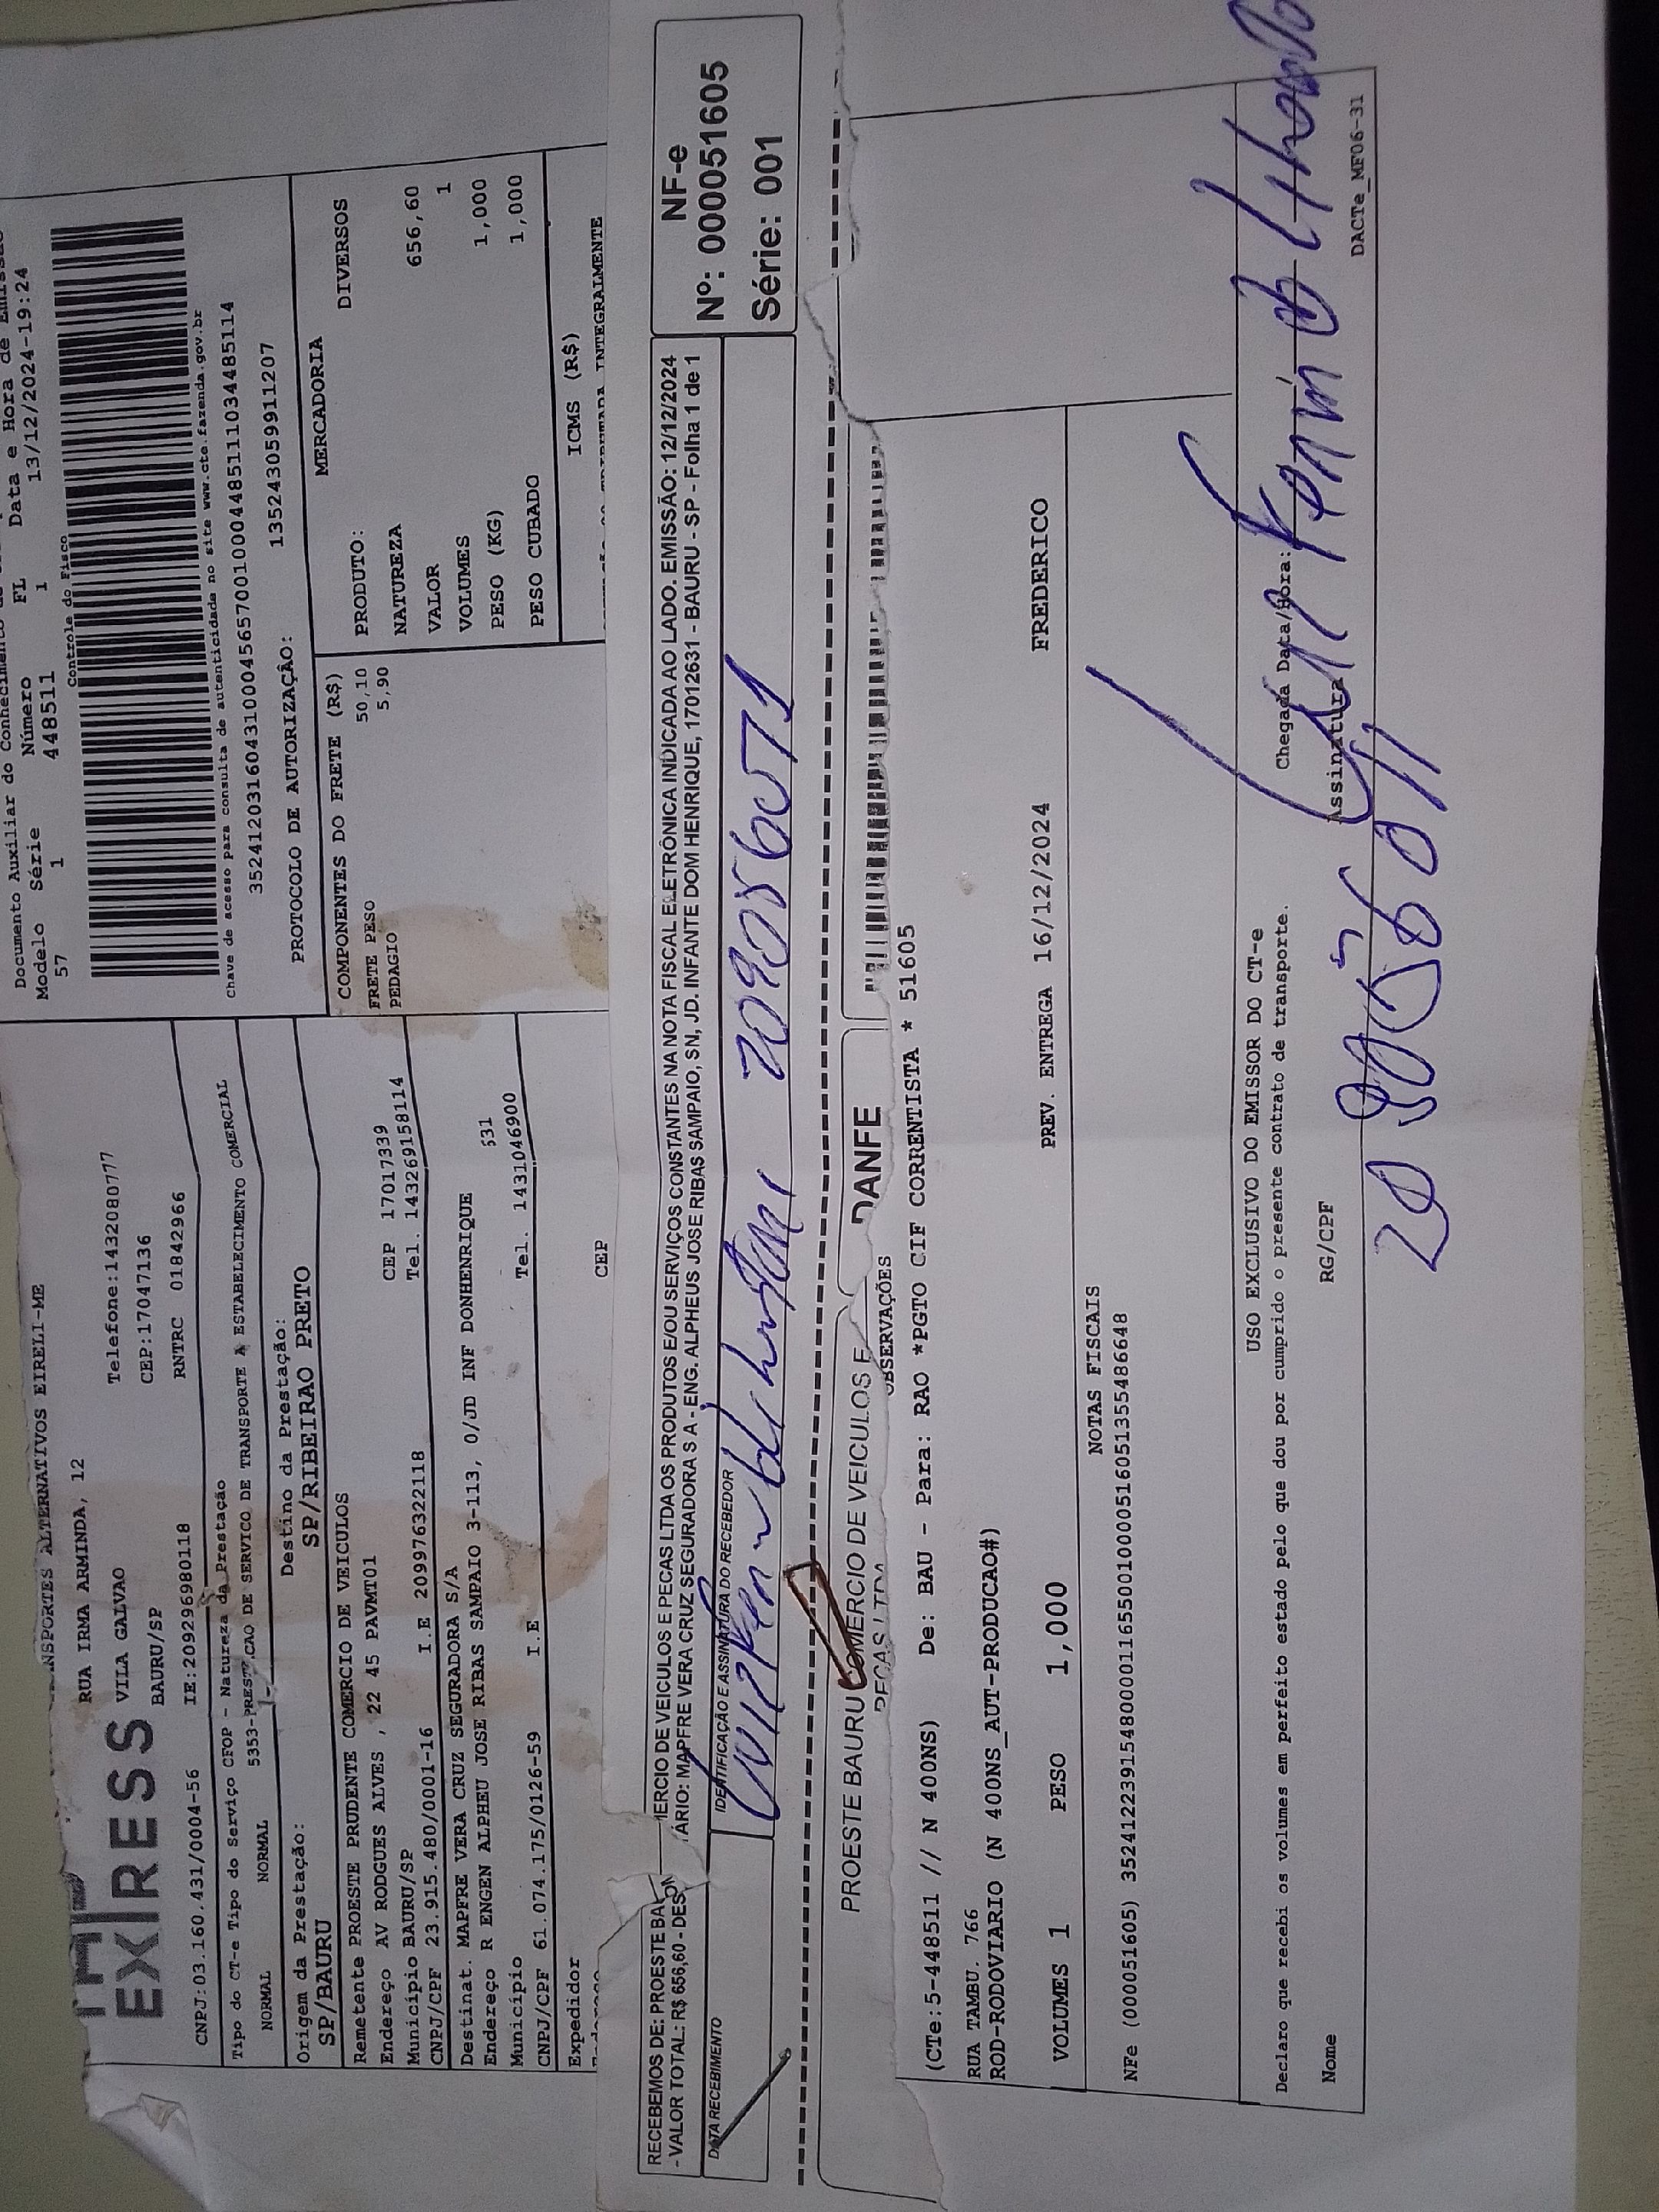 NSPORTES ALTERNATIVOS EIRELI-ME
RUA IRMA ARMINDA, 12
EXPRESS
VILA GALVAO
Telefone:1432080777
BAURU/SP
CEP:17047136
CNPJ:03.160.431/0004-56
IE:209296980118
RNTRC 01842966
Tipo do CT-e Tipo do Serviço CFOP - Natureza da Prestação
NORMAL NORMAL 5353-PRESTACAO DE SERVICO DE TRANSPORTE A ESTABELECIMENTO COMERCIAL
Origem da Prestação:
SP/BAURU
Destino da Prestação:
SP/RIBEIRAO PRETO
Remetente PROESTE PRUDENTE COMERCIO DE VEICULOS
Endereço AV RODGUES ALVES , 22 45 PAVMT01
CEP 17017339
Município BAURU/SP
Tel. 143269158114
CNPJ/CPF 23.915.480/0001-16
I.E 209976322118
Destinat. MAPFRE VERA CRUZ SEGURADORA S/A
Endereço R ENGEN ALPHEU JOSE RIBAS SAMPAIO 3-113, 0/JD INF DONHENRIQUE
Município
631
CNPJ/CPF 61.074.175/0126-59
I.E
Tel. 1431046900
Expedidor
CEP
Documento Auxiliar do Conhecimento
Modelo Série Número FL Data e Hora de Emissão
57 1 448511 1 13/12/2024-19:24
Controle do Fisco
Chave de acesso para consulta de autenticidade no site www.cte.fazenda.gov.br
35241203160431000456570010004485111034485114
PROTOCOLO DE AUTORIZAÇÃO:
135243059911207
COMPONENTES DO FRETE (R$)
FRETE PESO 50,10
PEDAGIO 5,90
MERCADORIA
PRODUTO: DIVERSOS
NATUREZA
VALOR 656,60
VOLUMES 1
PESO (KG) 1,000
PESO CUBADO 1,000
ICMS (R$)
TRIBUTADA INTEGRALMENTE
RECEBEMOS DE: PROESTE BA
MERCIO DE VEICULOS E PECAS LTDA OS PRODUTOS E/OU SERVIÇOS CONSTANTES NA NOTA FISCAL ELETRÔNICA INDICADA AO LADO. EMISSÃO: 12/12/2024
- VALOR TOTAL: R$ 656,60 - DES
ÁRIO: MAPFRE VERA CRUZ SEGURADORA S A - ENG. ALPHEUS JOSE RIBAS SAMPAIO, SN, JD. INFANTE DOM HENRIQUE, 17012631 - BAURU - SP - Folha 1 de 1
DATA RECEBIMENTO
IDENTIFICAÇÃO E ASSINATURA DO RECEBEDOR
NF-e
Nº: 000051605
Série: 001
PROESTE BAURU COMERCIO DE VEICULOS E
PECAS LTDA
DANFE
OBSERVAÇÕES
(CTe:5-448511 // N 400NS) De: BAU - Para: RAO *PGTO CIF CORRENTISTA * 51605
RUA TAMBU. 766
ROD-RODOVIARIO (N 400NS_AUT-PRODUCAO#)
VOLUMES 1 PESO 1,000 PREV. ENTREGA 16/12/2024 FREDERICO
NOTAS FISCAIS
NFe (000051605) 35241223915480000116550010000516051355486648
USO EXCLUSIVO DO EMISSOR DO CT-e
Declaro que recebi os volumes em perfeito estado pelo que dou por cumprido o presente contrato de transporte.
Chegada Data/Hora:
Nome
RG/CPF
Assinatura
DACTe_MF06-31